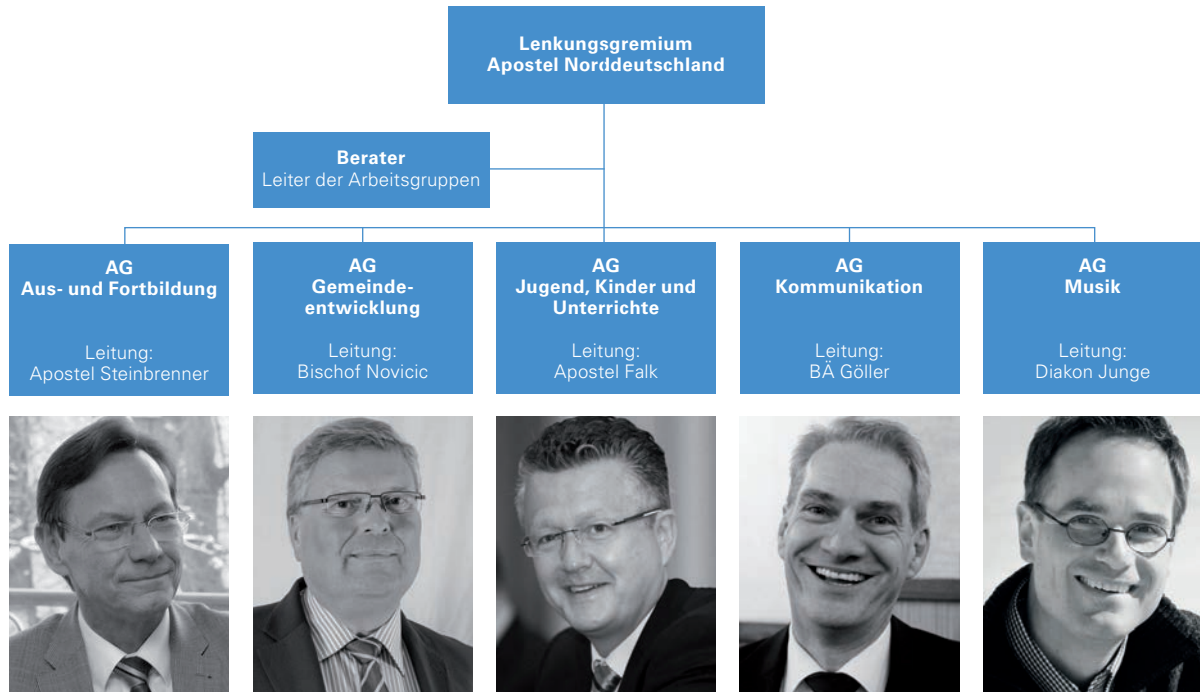 Lenkungsgremium
Apostel Norddeutschland
Berater
Leiter der Arbeitsgruppen
AG
Aus- und Fortbildung
Leitung:
Apostel Steinbrenner
AG
Gemeinde-
entwicklung
Leitung:
Bischof Novicic
AG
Jugend, Kinder und
Unterrichte
Leitung:
Apostel Falk
AG
Kommunikation
Leitung:
BÄ Göller
AG
Musik
Leitung:
Diakon Junge